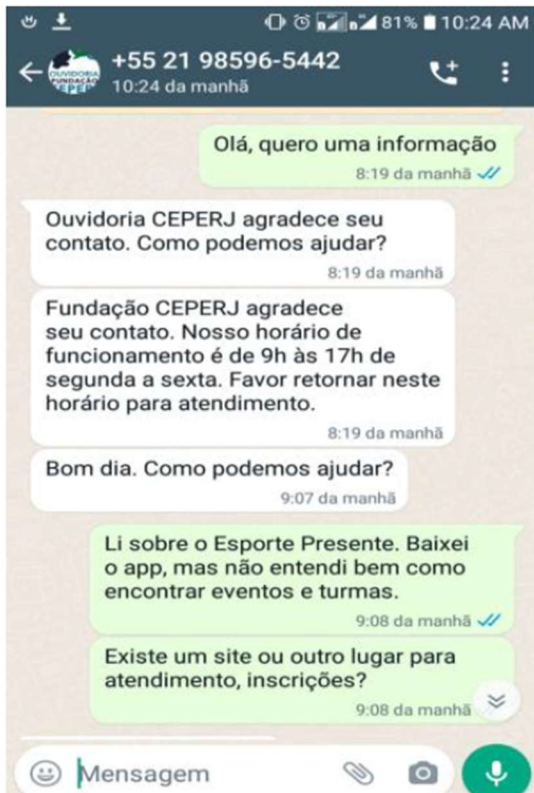 81% 10:24 AM
+55 21 98596-5442
10:24 da manhã
OUVIDORIA
FUNDAÇÃO
CEPERJ
Olá, quero uma informação
8:19 da manhã
Ouvidoria CEPERJ agradece seu
contato. Como podemos ajudar?
8:19 da manhã
Fundação CEPERJ agradece
seu contato. Nosso horário de
funcionamento é de 9h às 17h de
segunda a sexta. Favor retornar neste
horário para atendimento.
8:19 da manhã
Bom dia. Como podemos ajudar?
9:07 da manhã
Li sobre o Esporte Presente. Baixei
o app, mas não entendi bem como
encontrar eventos e turmas.
9:08 da manhã
Existe um site ou outro lugar para
atendimento, inscrições?
9:08 da manhã
Mensagem